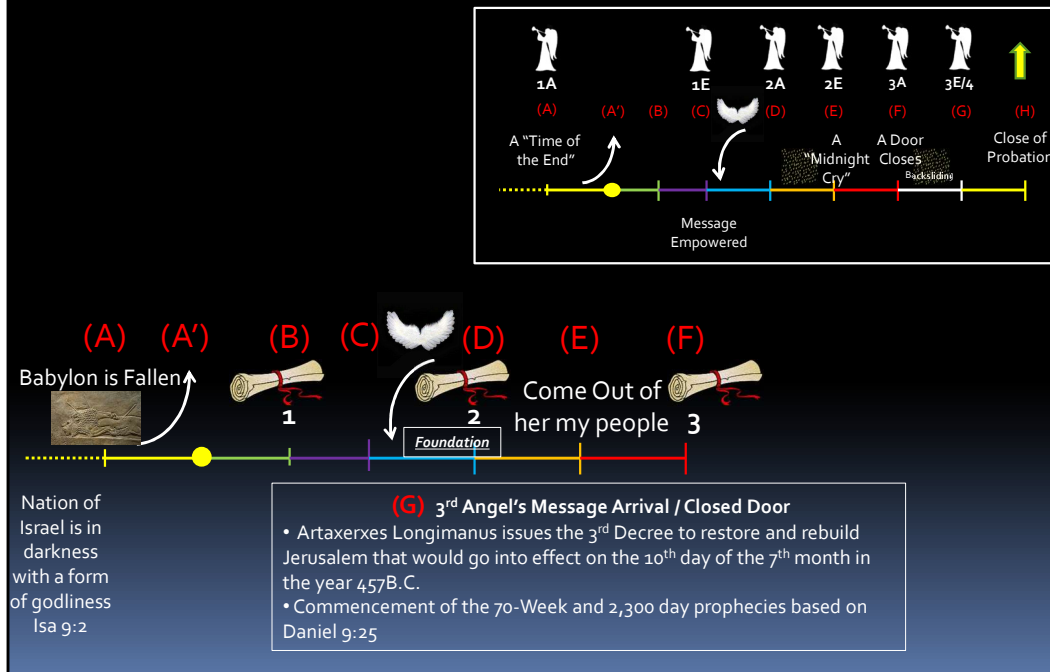 1A
1E
2A
2E
3A
3E/4
(A)
(A’)
(B)
(C)
(D)
(E)
(F)
(G)
(H)
A “Time of
the End”
A
“Midnight
Cry”
A Door
Closes
Backsliding
Close of
Probation
Message
Empowered
(A)
(A’)
(B)
(C)
(D)
(E)
(F)
Babylon is Fallen
1
2
Come Out of
her my people
3
Foundation
Nation of
Israel is in
darkness
with a form
of godliness
Isa 9:2
(G) 3rd Angel’s Message Arrival / Closed Door
• Artaxerxes Longimanus issues the 3rd Decree to restore and rebuild
Jerusalem that would go into effect on the 10th day of the 7th month in
the year 457B.C.
• Commencement of the 70-Week and 2,300 day prophecies based on
Daniel 9:25